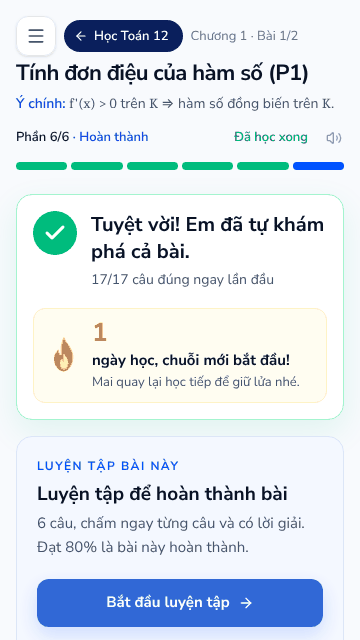 Học Toán 12
Chương 1 · Bài 1/2
Tính đơn điệu của hàm số (P1)
Ý chính: f'(x) > 0 trên K ⇒ hàm số đồng biến trên K.
Phần 6/6 · Hoàn thành
Đã học xong
Tuyệt vời! Em đã tự khám
phá cả bài.
17/17 câu đúng ngay lần đầu
1
ngày học, chuỗi mới bắt đầu!
Mai quay lại học tiếp để giữ lửa nhé.
LUYỆN TẬP BÀI NÀY
Luyện tập để hoàn thành bài
6 câu, chấm ngay từng câu và có lời giải.
Đạt 80% là bài này hoàn thành.
Bắt đầu luyện tập →